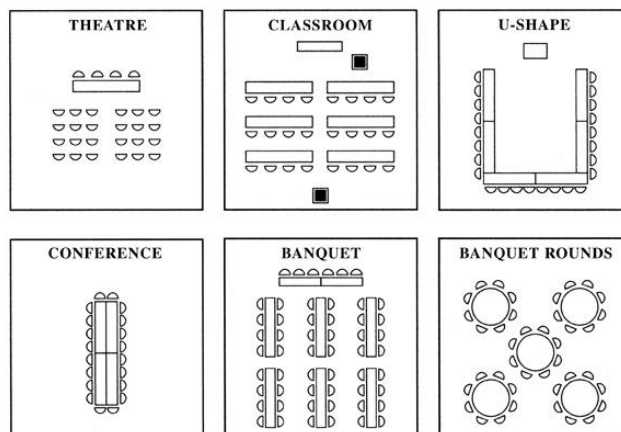 THEATRE
CLASSROOM
U-SHAPE
CONFERENCE
BANQUET
BANQUET ROUNDS